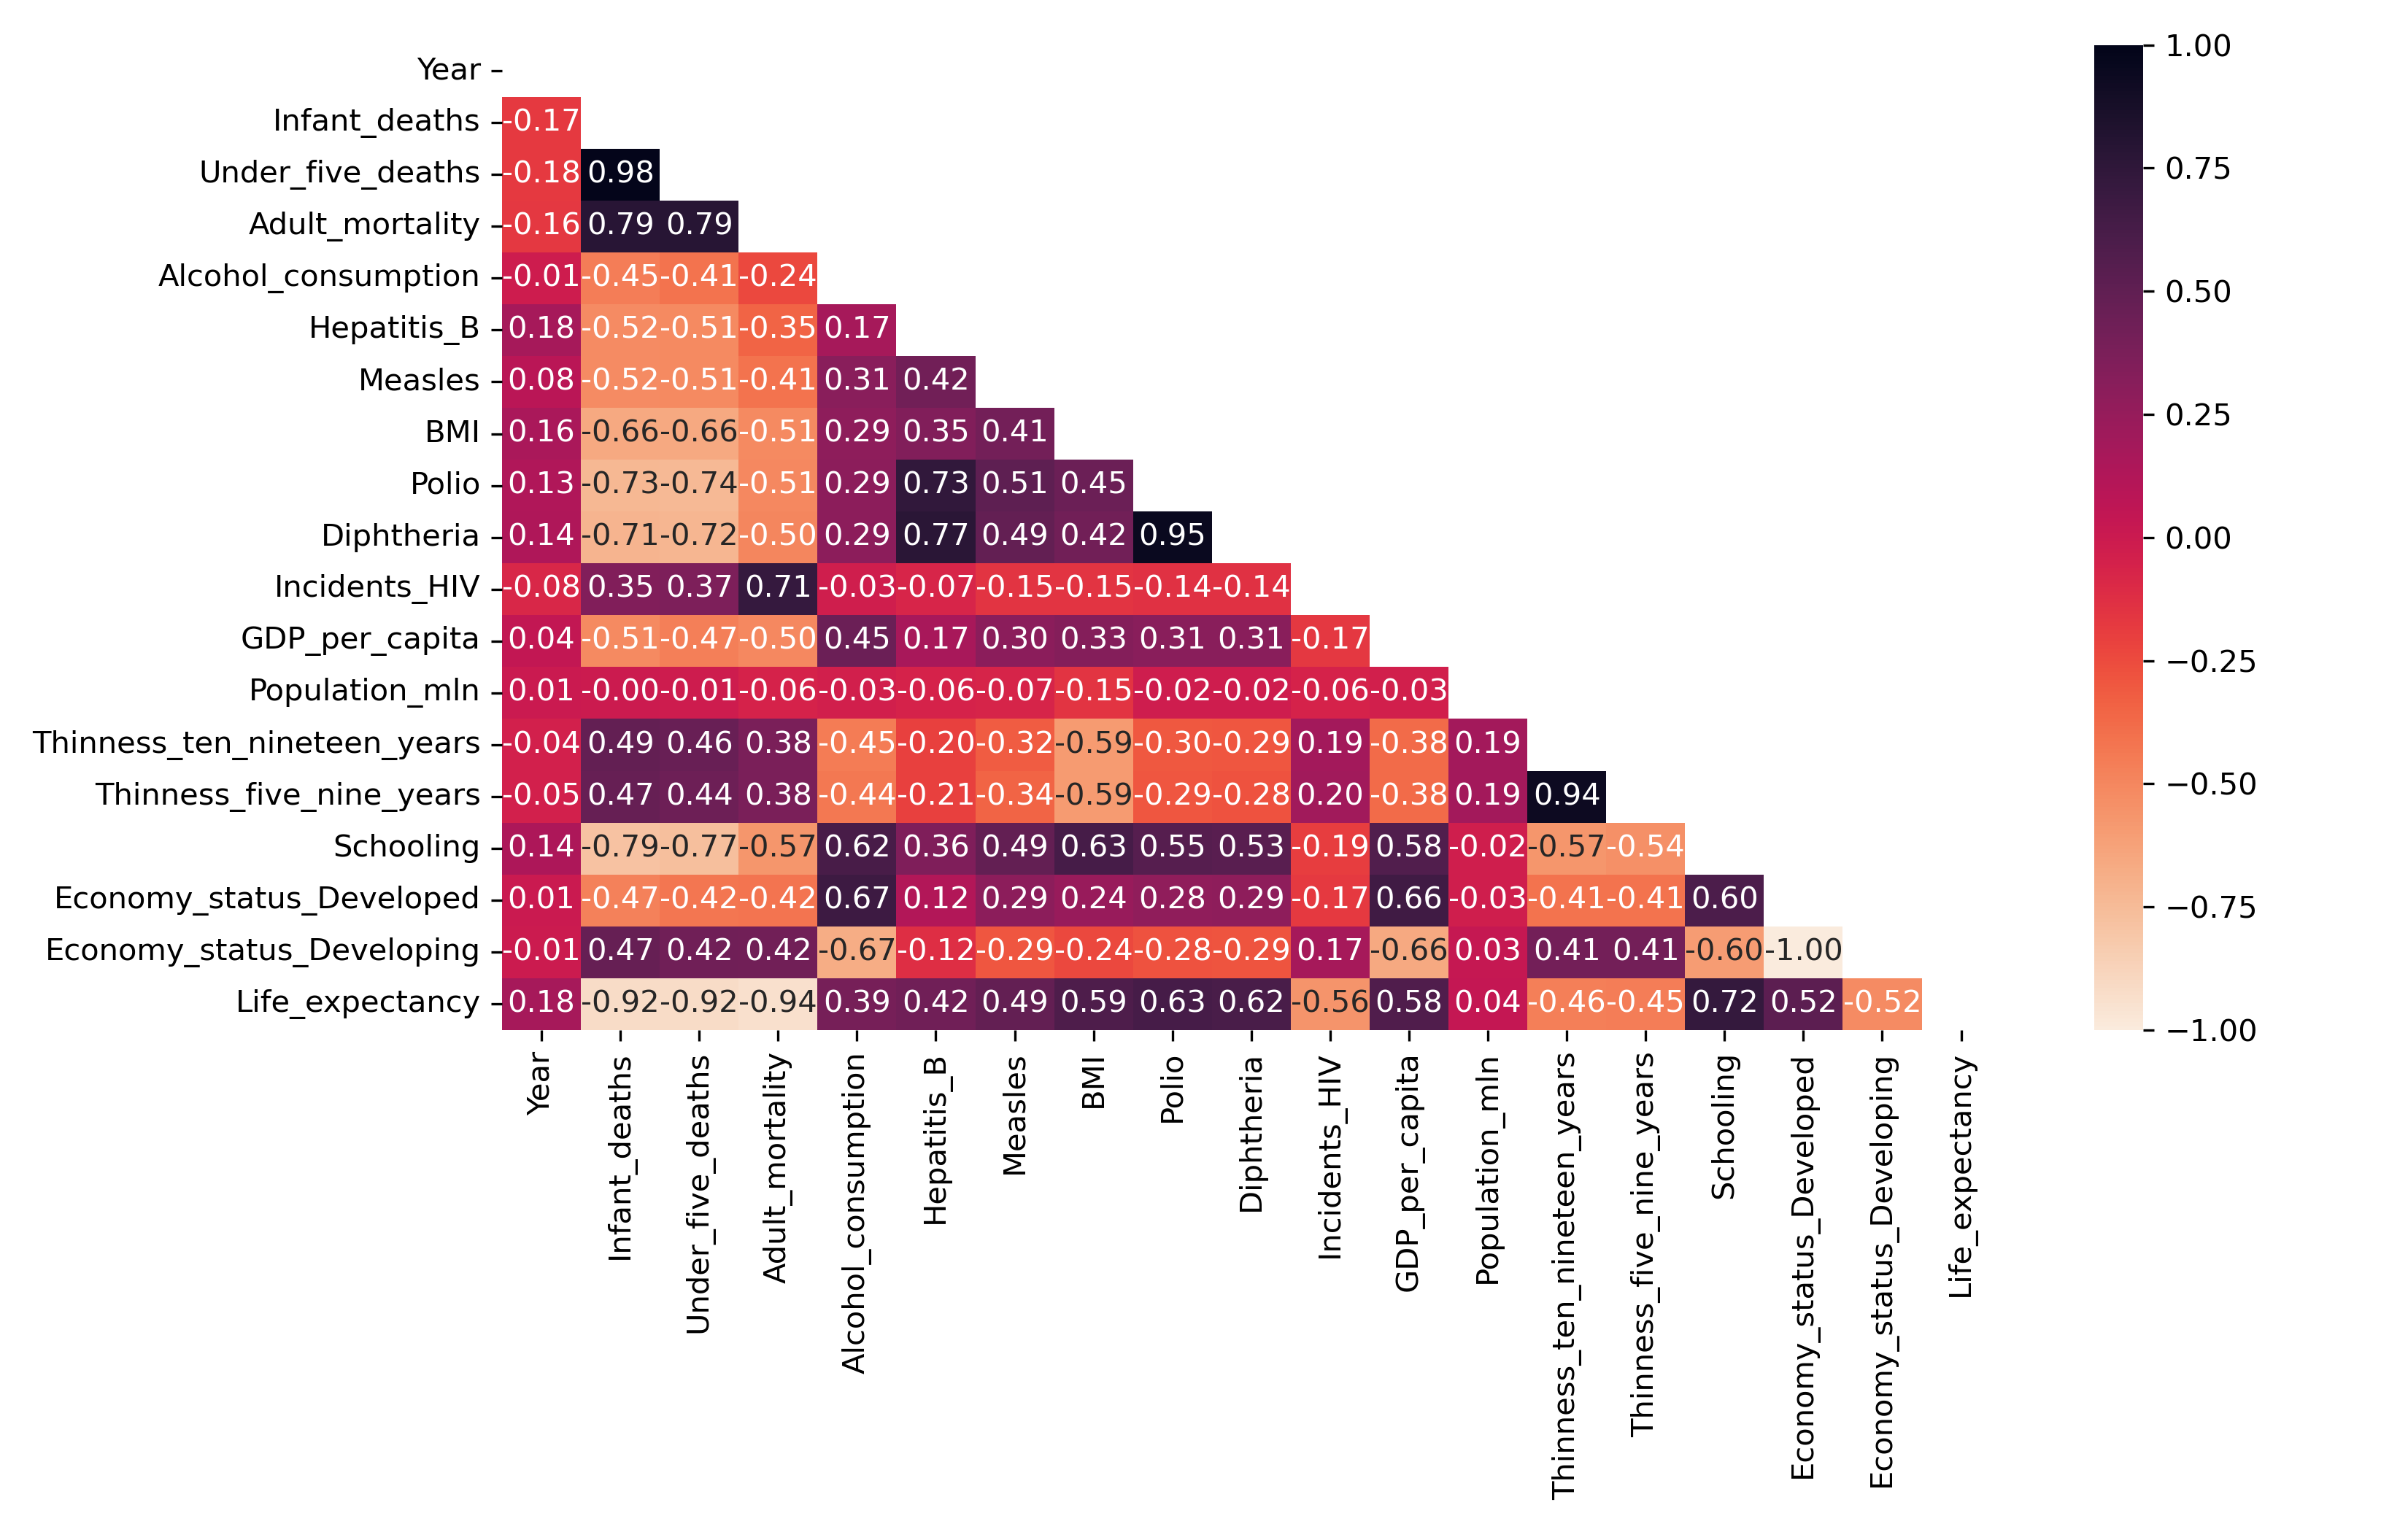 Year
Infant_deaths -0.17
Under_five_deaths -0.18 0.98
Adult_mortality -0.16 0.79 0.79
Alcohol_consumption -0.01 -0.45 -0.41 -0.24
Hepatitis_B 0.18 -0.52 -0.51 -0.35 0.17
Measles 0.08 -0.52 -0.51 -0.41 0.31 0.42
BMI 0.16 -0.66 -0.66 -0.51 0.29 0.35 0.41
Polio 0.13 -0.73 -0.74 -0.51 0.29 0.73 0.51 0.45
Diphtheria 0.14 -0.71 -0.72 -0.50 0.29 0.77 0.49 0.42 0.95
Incidents_HIV -0.08 0.35 0.37 0.71 -0.03 -0.07 -0.15 -0.15 -0.14 -0.14
GDP_per_capita 0.04 -0.51 -0.47 -0.50 0.45 0.17 0.30 0.33 0.31 0.31 -0.17
Population_mln 0.01 -0.00 -0.01 -0.06 -0.03 -0.06 -0.07 -0.15 -0.02 -0.02 -0.06 -0.03
Thinness_ten_nineteen_years -0.04 0.49 0.46 0.38 -0.45 -0.20 -0.32 -0.59 -0.30 -0.29 0.19 -0.38 0.19
Thinness_five_nine_years -0.05 0.47 0.44 0.38 -0.44 -0.21 -0.34 -0.59 -0.29 -0.28 0.20 -0.38 0.19 0.94
Schooling 0.14 -0.79 -0.77 -0.57 0.62 0.36 0.49 0.63 0.55 0.53 -0.19 0.58 -0.02 -0.57 -0.54
Economy_status_Developed 0.01 -0.47 -0.42 -0.42 0.67 0.12 0.29 0.24 0.28 0.29 -0.17 0.66 -0.03 -0.41 -0.41 0.60
Economy_status_Developing -0.01 0.47 0.42 0.42 -0.67 -0.12 -0.29 -0.24 -0.28 -0.29 0.17 -0.66 0.03 0.41 0.41 -0.60 -1.00
Life_expectancy 0.18 -0.92 -0.92 -0.94 0.39 0.42 0.49 0.59 0.63 0.62 -0.56 0.58 0.04 -0.46 -0.45 0.72 0.52 -0.52
Year
Infant_deaths
Under_five_deaths
Adult_mortality
Alcohol_consumption
Hepatitis_B
Measles
BMI
Polio
Diphtheria
Incidents_HIV
GDP_per_capita
Population_mln
Thinness_ten_nineteen_years
Thinness_five_nine_years
Schooling
Economy_status_Developed
Economy_status_Developing
Life_expectancy
1.00
0.75
0.50
0.25
0.00
−0.25
−0.50
−0.75
−1.00